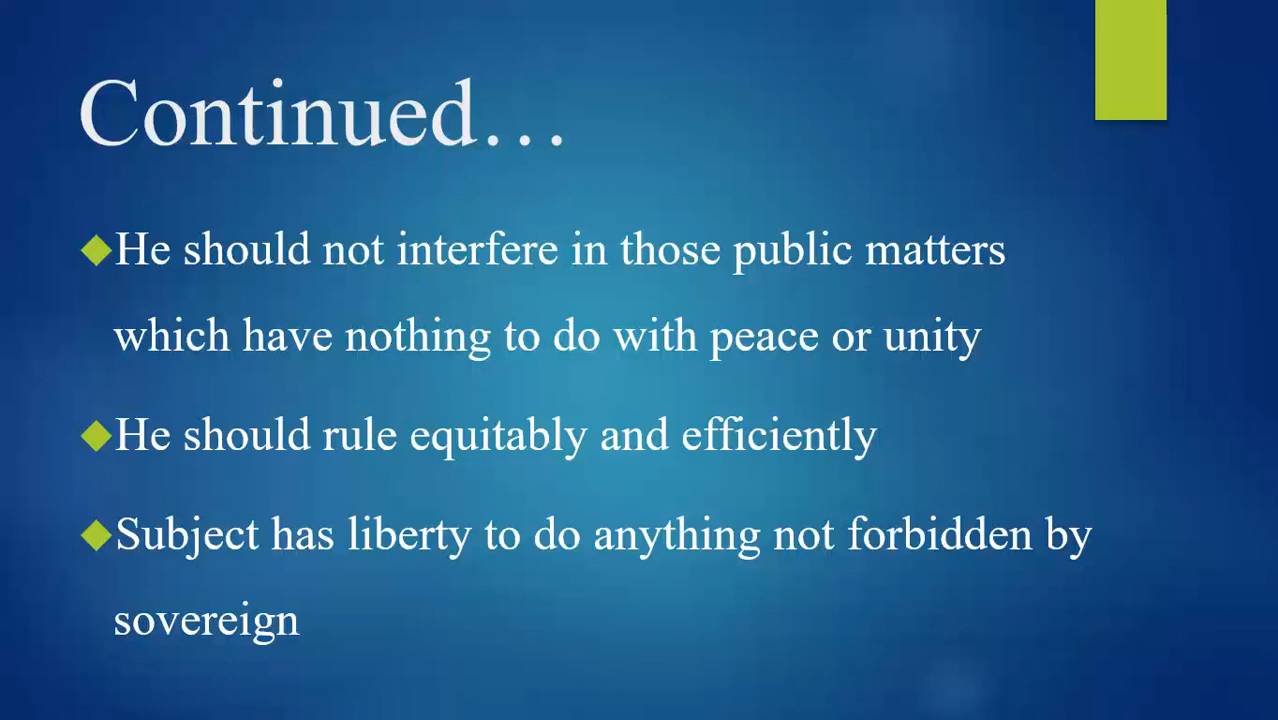 Continued…
He should not interfere in those public matters
which have nothing to do with peace or unity
He should rule equitably and efficiently
Subject has liberty to do anything not forbidden by
sovereign